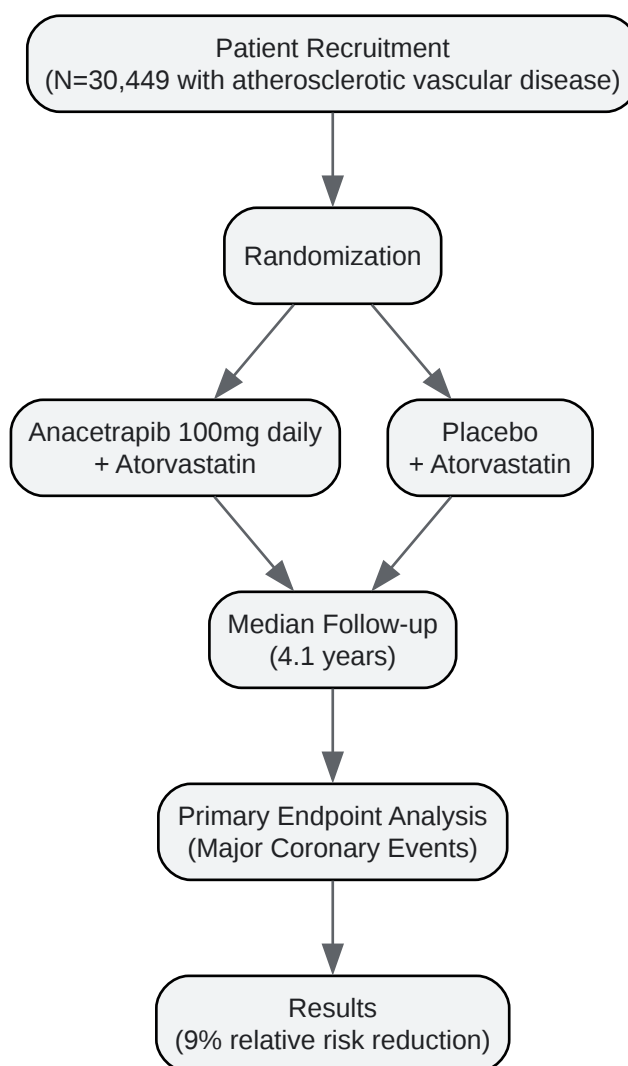 Patient Recruitment
(N=30,449 with atherosclerotic vascular disease)
Randomization
Anacetrapib 100mg daily
+ Atorvastatin
Placebo
+ Atorvastatin
Median Follow-up
(4.1 years)
Primary Endpoint Analysis
(Major Coronary Events)
Results
(9% relative risk reduction)